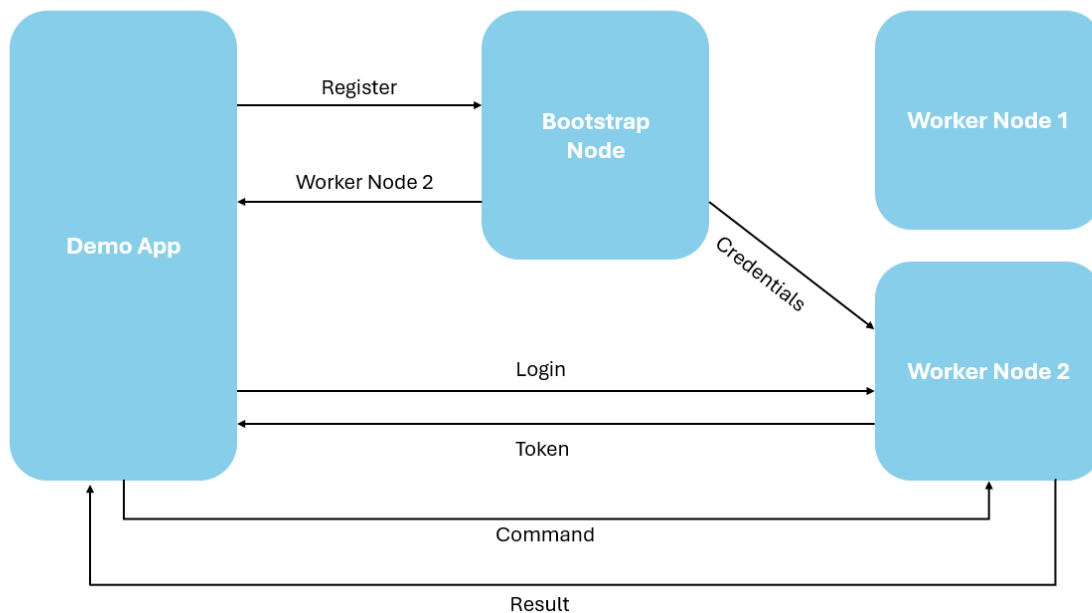 Register
Bootstrap
Node
Worker Node 1
Worker Node 2
Demo App
Credentials
Login
Worker Node 2
Token
Command
Result